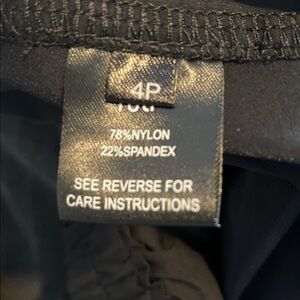 4P
78%NYLON
22%SPANDEX
SEE REVERSE FOR
CARE INSTRUCTIONS